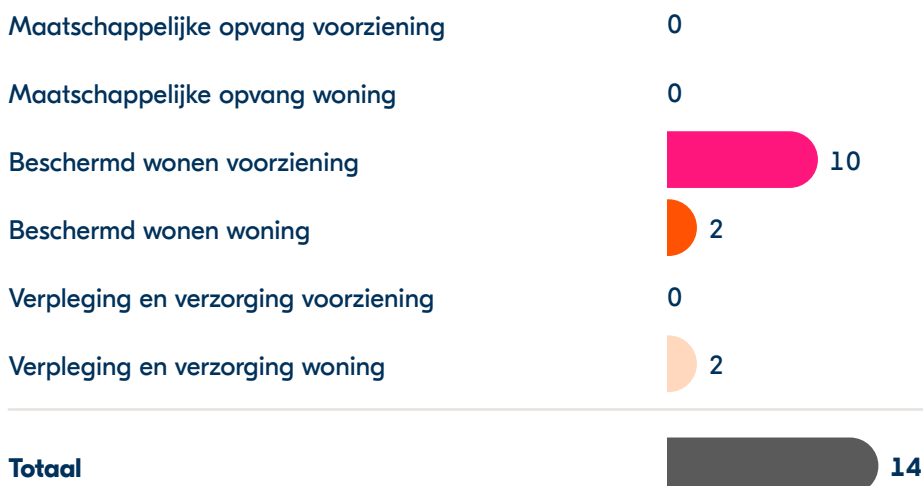 Maatschappelijke opvang voorziening 0
Maatschappelijke opvang woning 0
Beschermd wonen voorziening 10
Beschermd wonen woning 2
Verpleging en verzorging voorziening 0
Verpleging en verzorging woning 2
Totaal 14